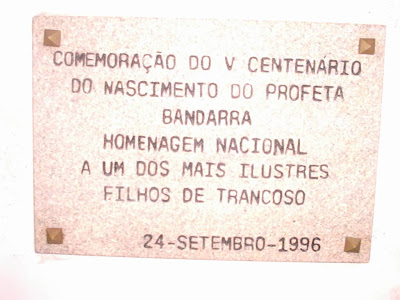 COMEMORAÇÃO DO V CENTENÁRIO
DO NASCIMENTO DO PROFETA
BANDARRA
HOMENAGEM NACIONAL
A UM DOS MAIS ILUSTRES
FILHOS DE TRANCOSO
24-SETEMBRO-1996